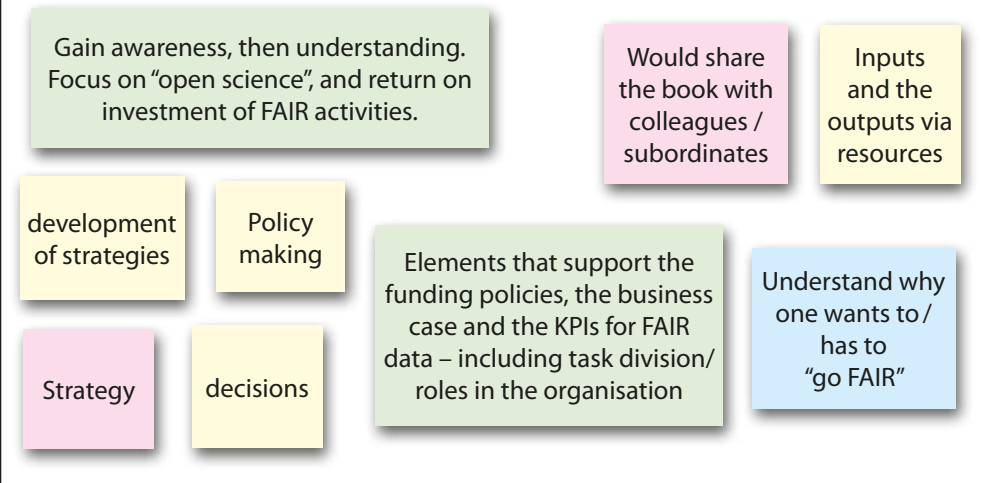 Gain awareness, then understanding.
Focus on “open science”, and return on
investment of FAIR activities.
Would share
the book with
colleagues /
subordinates
Inputs
and the
outputs via
resources
development
of strategies
Policy
making
Elements that support the
funding policies, the business
case and the KPIs for FAIR
data – including task division/
roles in the organisation
Understand why
one wants to /
has to
“go FAIR”
Strategy
decisions